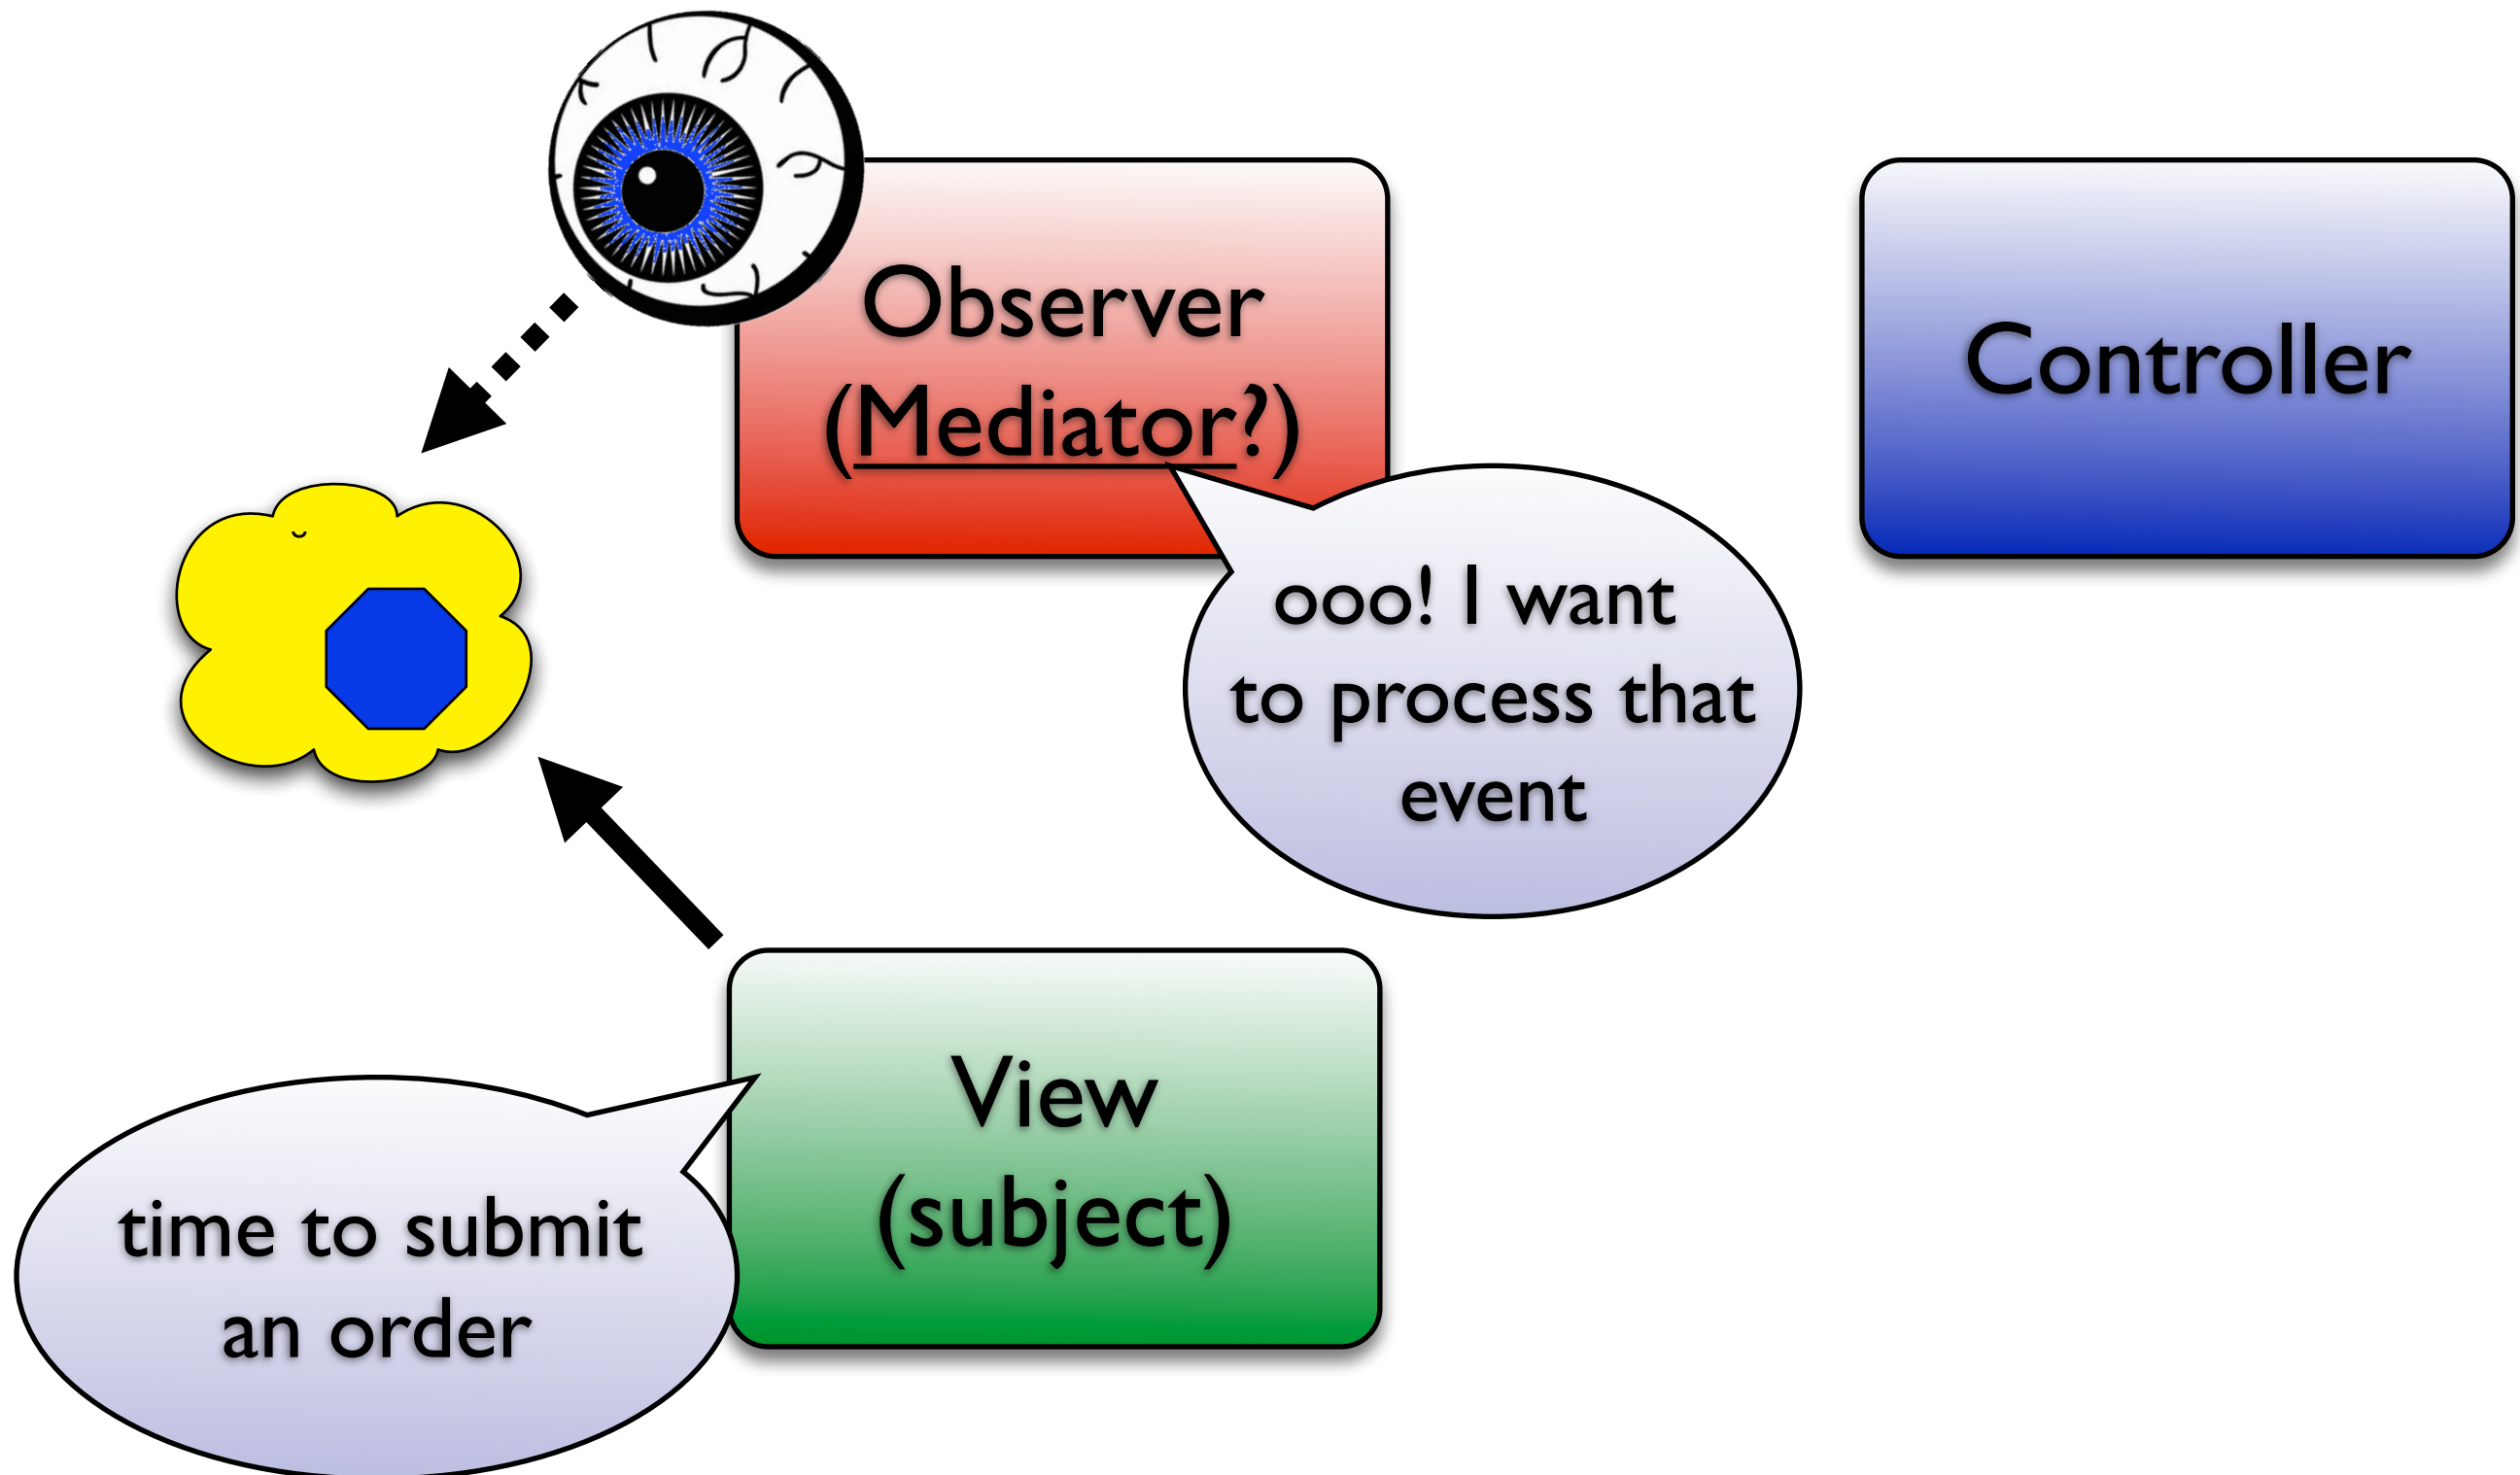 Observer
(Mediator?)
Controller
ooo! I want
to process that
event
View
(subject)
time to submit
an order